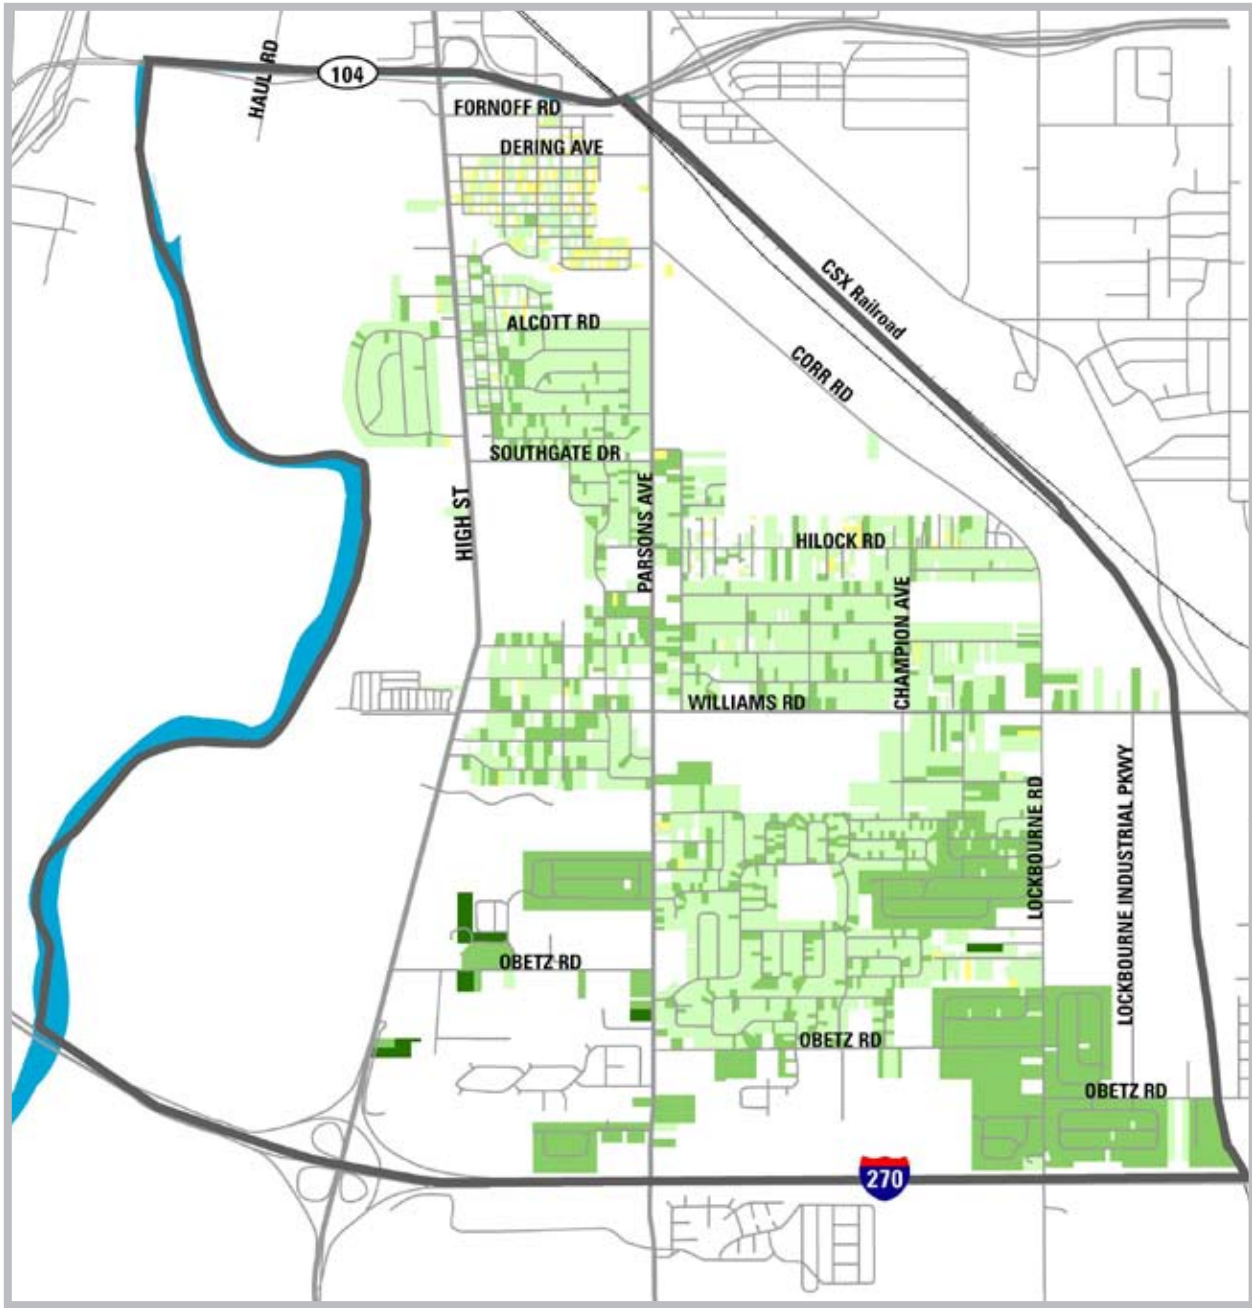 HAUL RD
104
FORNOFF RD
DERING AVE
CSX Railroad
ALCOTT RD
CORR RD
SOUTHGATE DR
HIGH ST
PARSONS AVE
HILOCK RD
CHAMPION AVE
WILLIAMS RD
LOCKBOURNE RD
LOCKBOURNE INDUSTRIAL PKWY
OBETZ RD
OBETZ RD
OBETZ RD
270